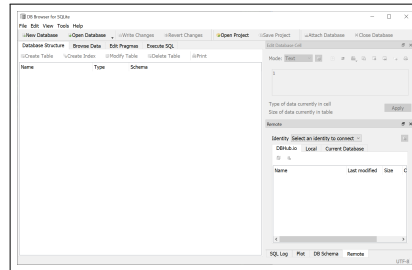 DB Browser for SQLite
File Edit View Tools Help
New Database Open Database Write Changes Revert Changes Open Project Save Project Attach Database Close Database
Database Structure Browse Data Edit Pragmas Execute SQL
Create Table Create Index Modify Table Delete Table Print
Name Type Schema
Edit Database Cell
Mode: Text
1
Type of data currently in cell
Size of data currently in table
Apply
Remote
Identity Select an identity to connect
DBHub.io Local Current Database
Name Last modified Size C
SQL Log Plot DB Schema Remote
UTF-8